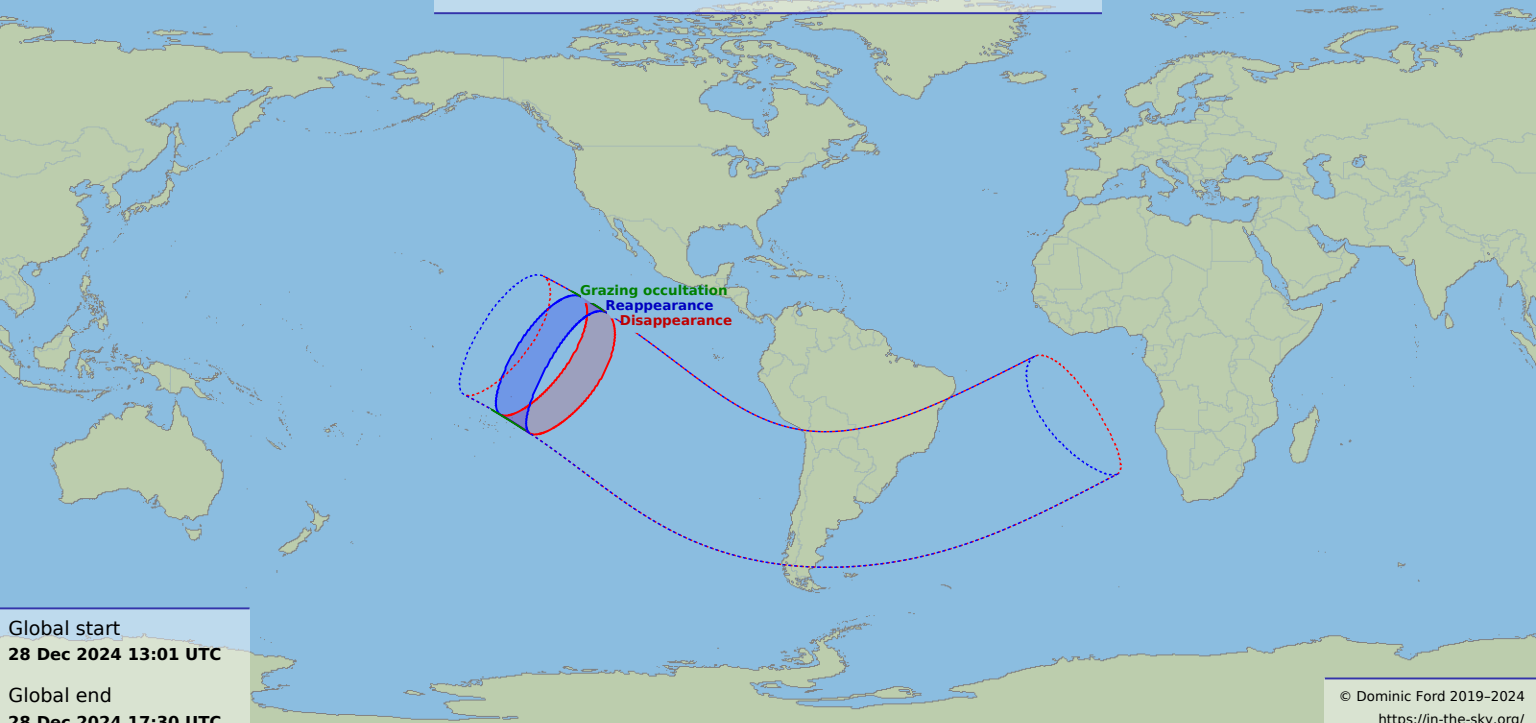 Grazing occultation
Reappearance
Disappearance
Global start
28 Dec 2024 13:01 UTC
Global end
28 Dec 2024 17:30 UTC
© Dominic Ford 2019–2024
https://in-the-sky.org/